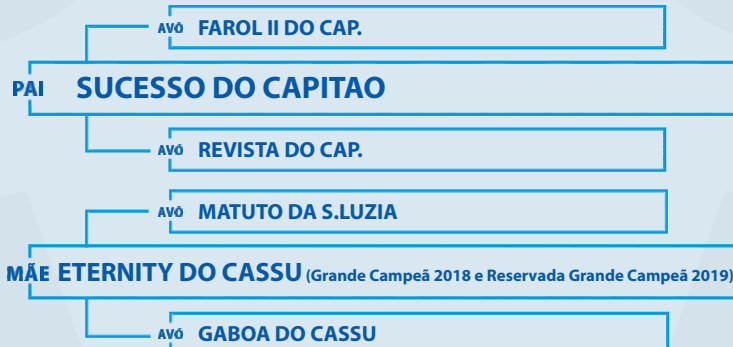 AVÔ FAROL II DO CAP.
PAI SUCESSO DO CAPITAO
AVÓ REVISTA DO CAP.
AVÔ MATUTO DA S.LUZIA
MÃE ETERNITY DO CASSU (Grande Campeã 2018 e Reservada Grande Campeã 2019)
AVÓ GABOA DO CASSU